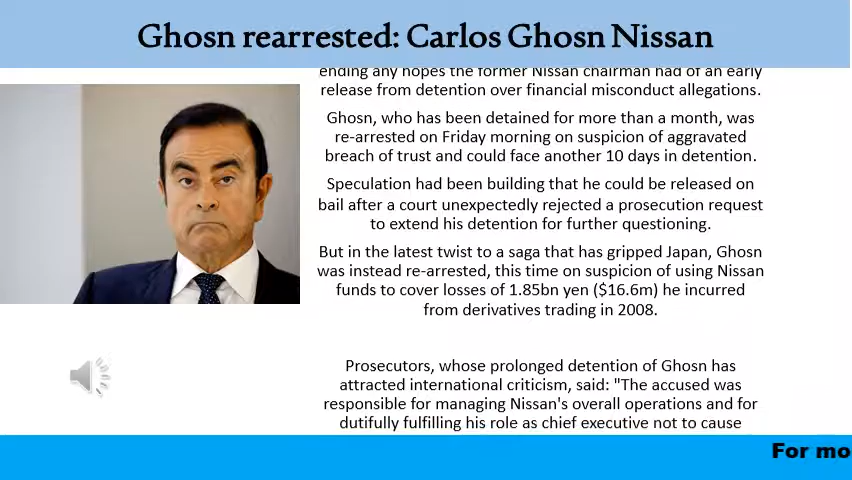 Ghosn rearrested: Carlos Ghosn Nissan
ending any hopes the former Nissan chairman had of an early
release from detention over financial misconduct allegations.
Ghosn, who has been detained for more than a month, was
re-arrested on Friday morning on suspicion of aggravated
breach of trust and could face another 10 days in detention.
Speculation had been building that he could be released on
bail after a court unexpectedly rejected a prosecution request
to extend his detention for further questioning.
But in the latest twist to a saga that has gripped Japan, Ghosn
was instead re-arrested, this time on suspicion of using Nissan
funds to cover losses of 1.85bn yen ($16.6m) he incurred
from derivatives trading in 2008.
Prosecutors, whose prolonged detention of Ghosn has
attracted international criticism, said: "The accused was
responsible for managing Nissan's overall operations and for
dutifully fulfilling his role as chief executive not to cause
For mo